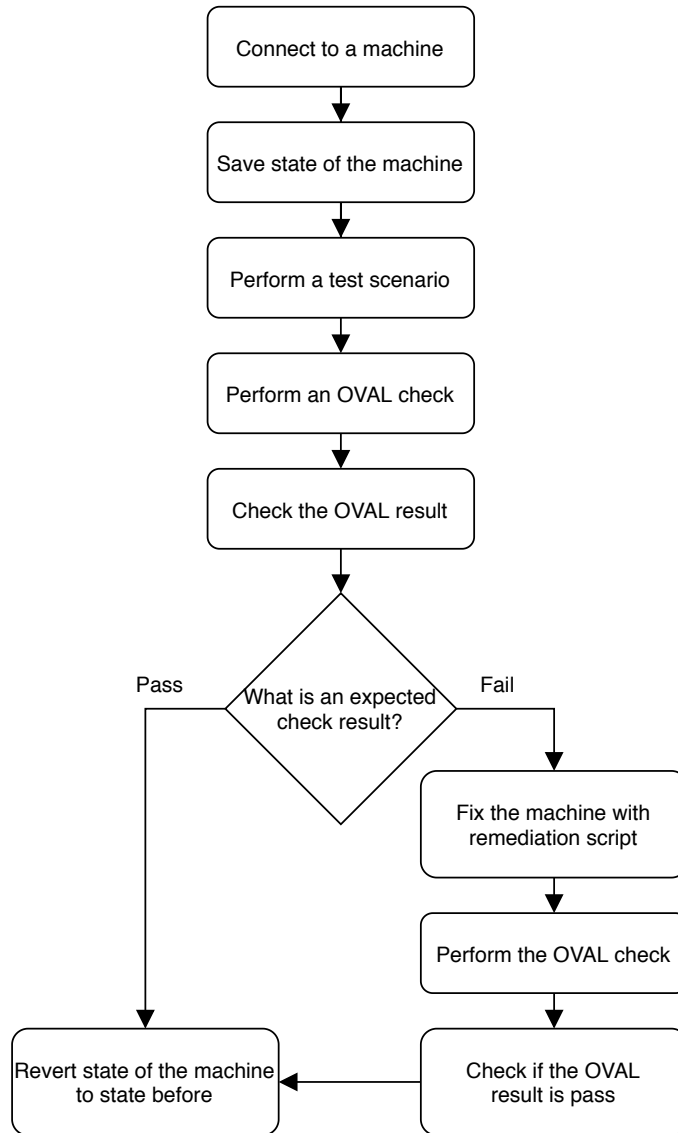 Connect to a machine
Save state of the machine
Perform a test scenario
Perform an OVAL check
Check the OVAL result
What is an expected
check result?
Pass
Fail
Fix the machine with
remediation script
Perform the OVAL check
Check if the OVAL
result is pass
Revert state of the machine
to state before